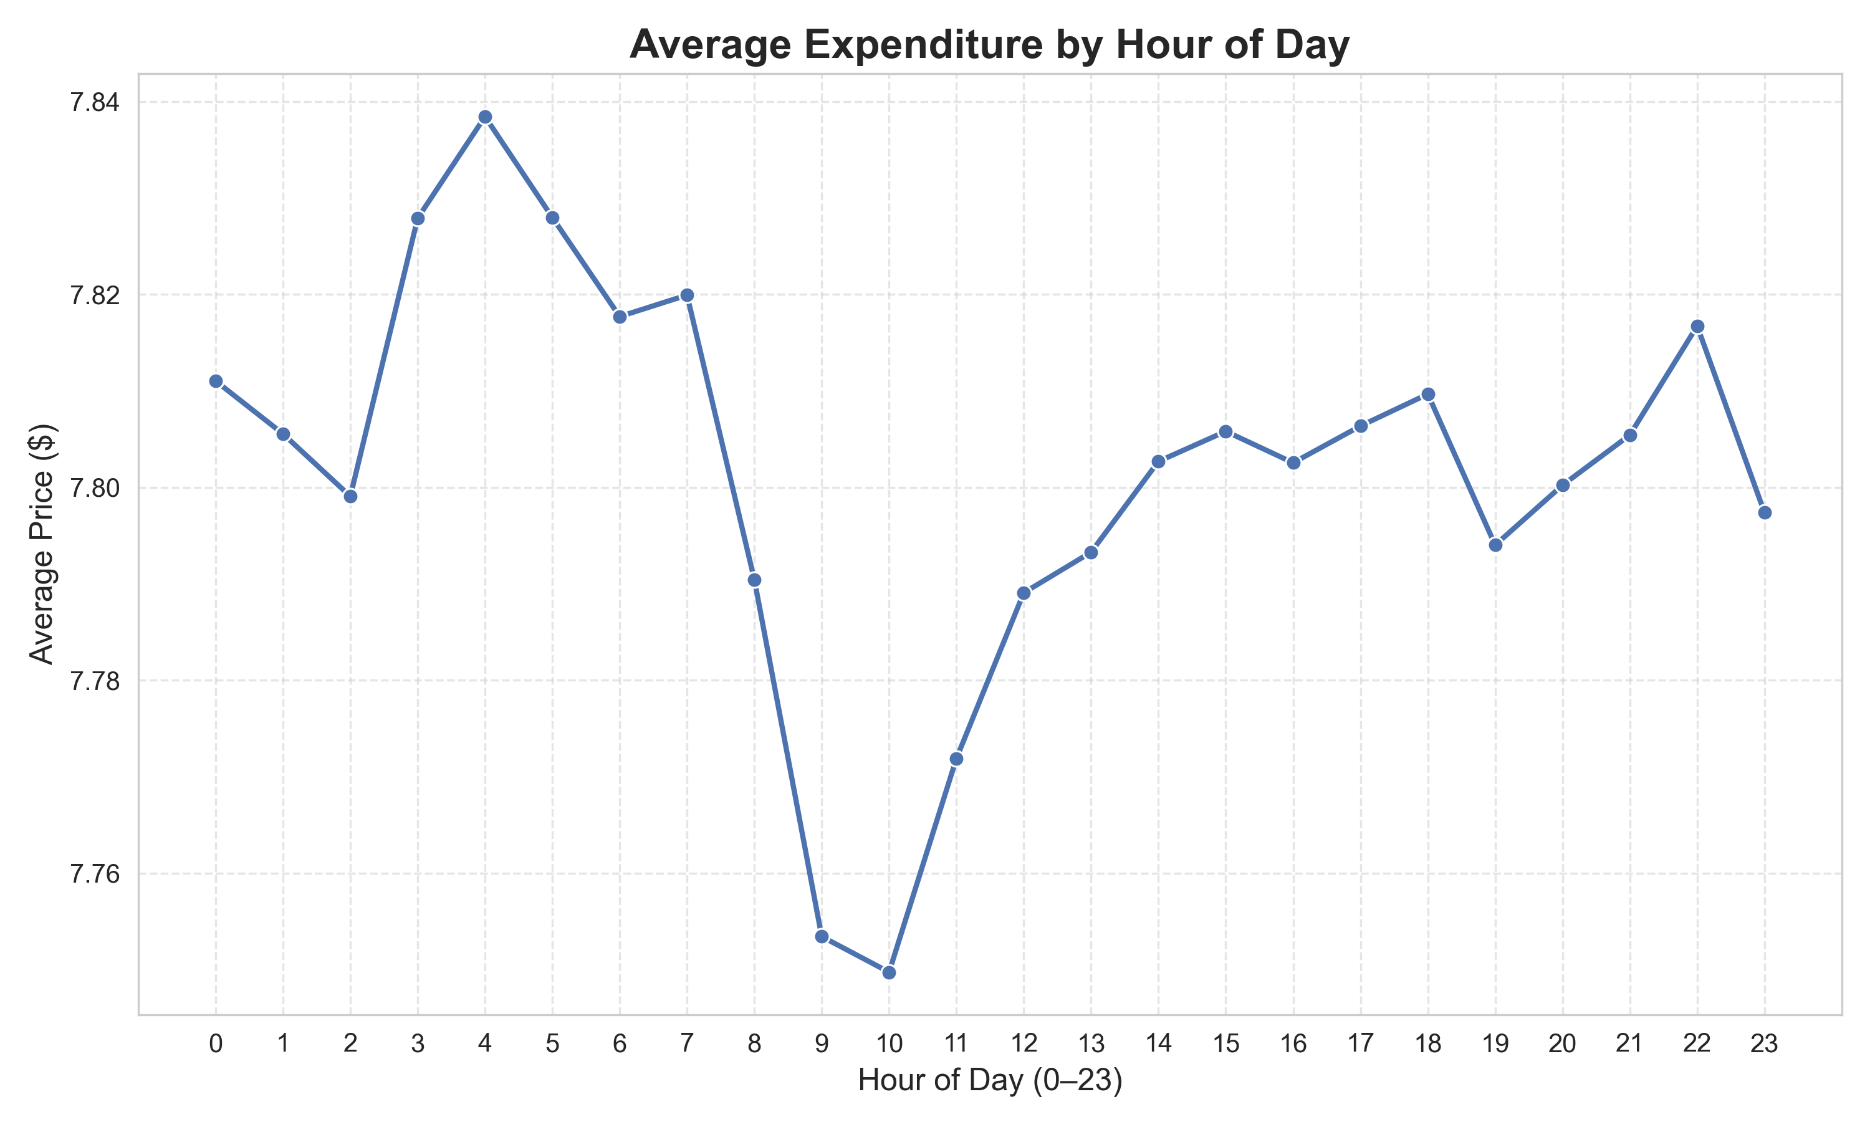 Average Expenditure by Hour of Day
Average Price ($)
7.84
7.82
7.80
7.78
7.76
0 1 2 3 4 5 6 7 8 9 10 11 12 13 14 15 16 17 18 19 20 21 22 23
Hour of Day (0–23)